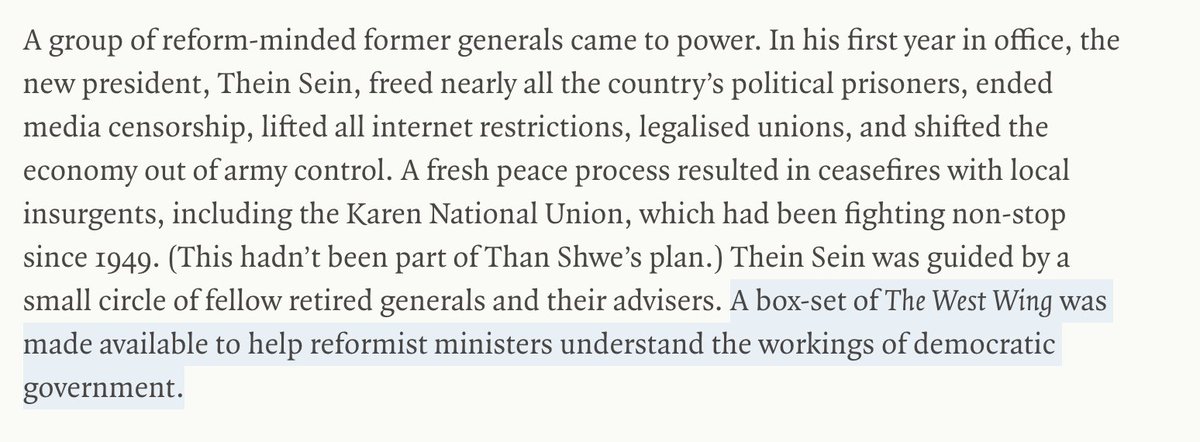 A group of reform-minded former generals came to power. In his first year in office, the
new president, Thein Sein, freed nearly all the country’s political prisoners, ended
media censorship, lifted all internet restrictions, legalised unions, and shifted the
economy out of army control. A fresh peace process resulted in ceasefires with local
insurgents, including the Karen National Union, which had been fighting non-stop
since 1949. (This hadn’t been part of Than Shwe’s plan.) Thein Sein was guided by a
small circle of fellow retired generals and their advisers. A box-set of The West Wing was
made available to help reformist ministers understand the workings of democratic
government.